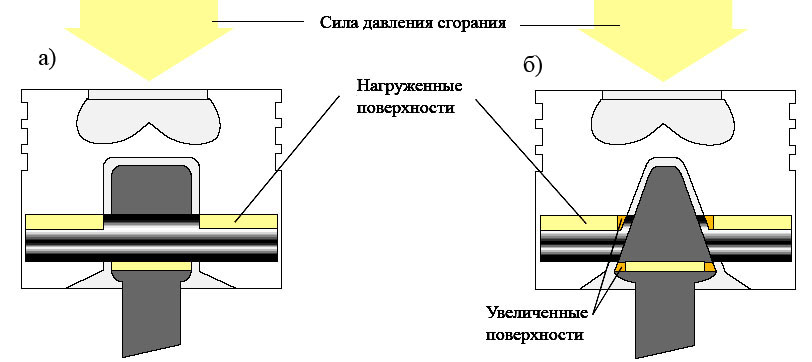 Сила давления сгорания
а)
б)
Нагруженные
поверхности
Увеличенные
поверхности